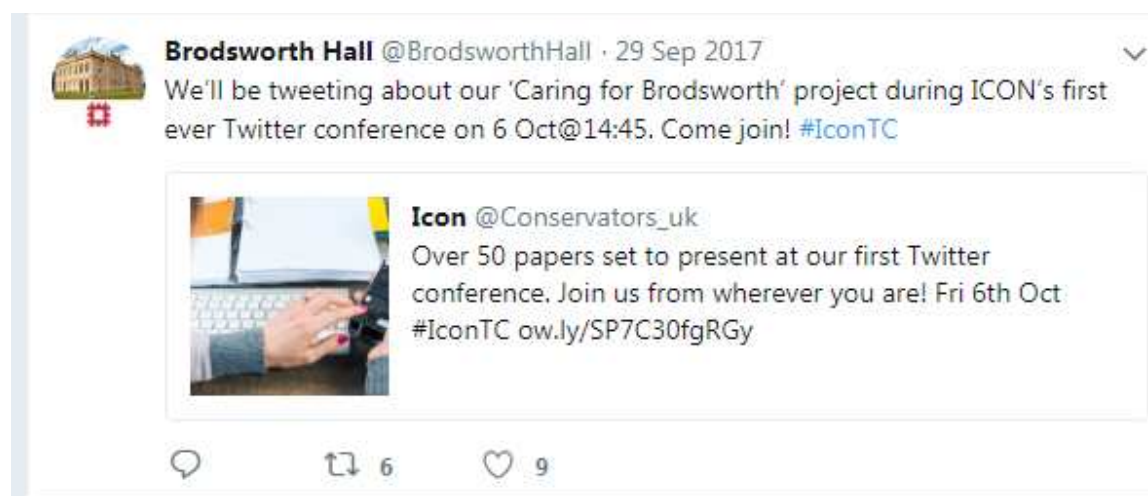 Brodsworth Hall @BrodsworthHall · 29 Sep 2017
We'll be tweeting about our 'Caring for Brodsworth' project during ICON's first
ever Twitter conference on 6 Oct@14:45. Come join! #IconTC
Icon @Conservators_uk
Over 50 papers set to present at our first Twitter
conference. Join us from wherever you are! Fri 6th Oct
#IconTC ow.ly/SP7C30fgRGy
6 9